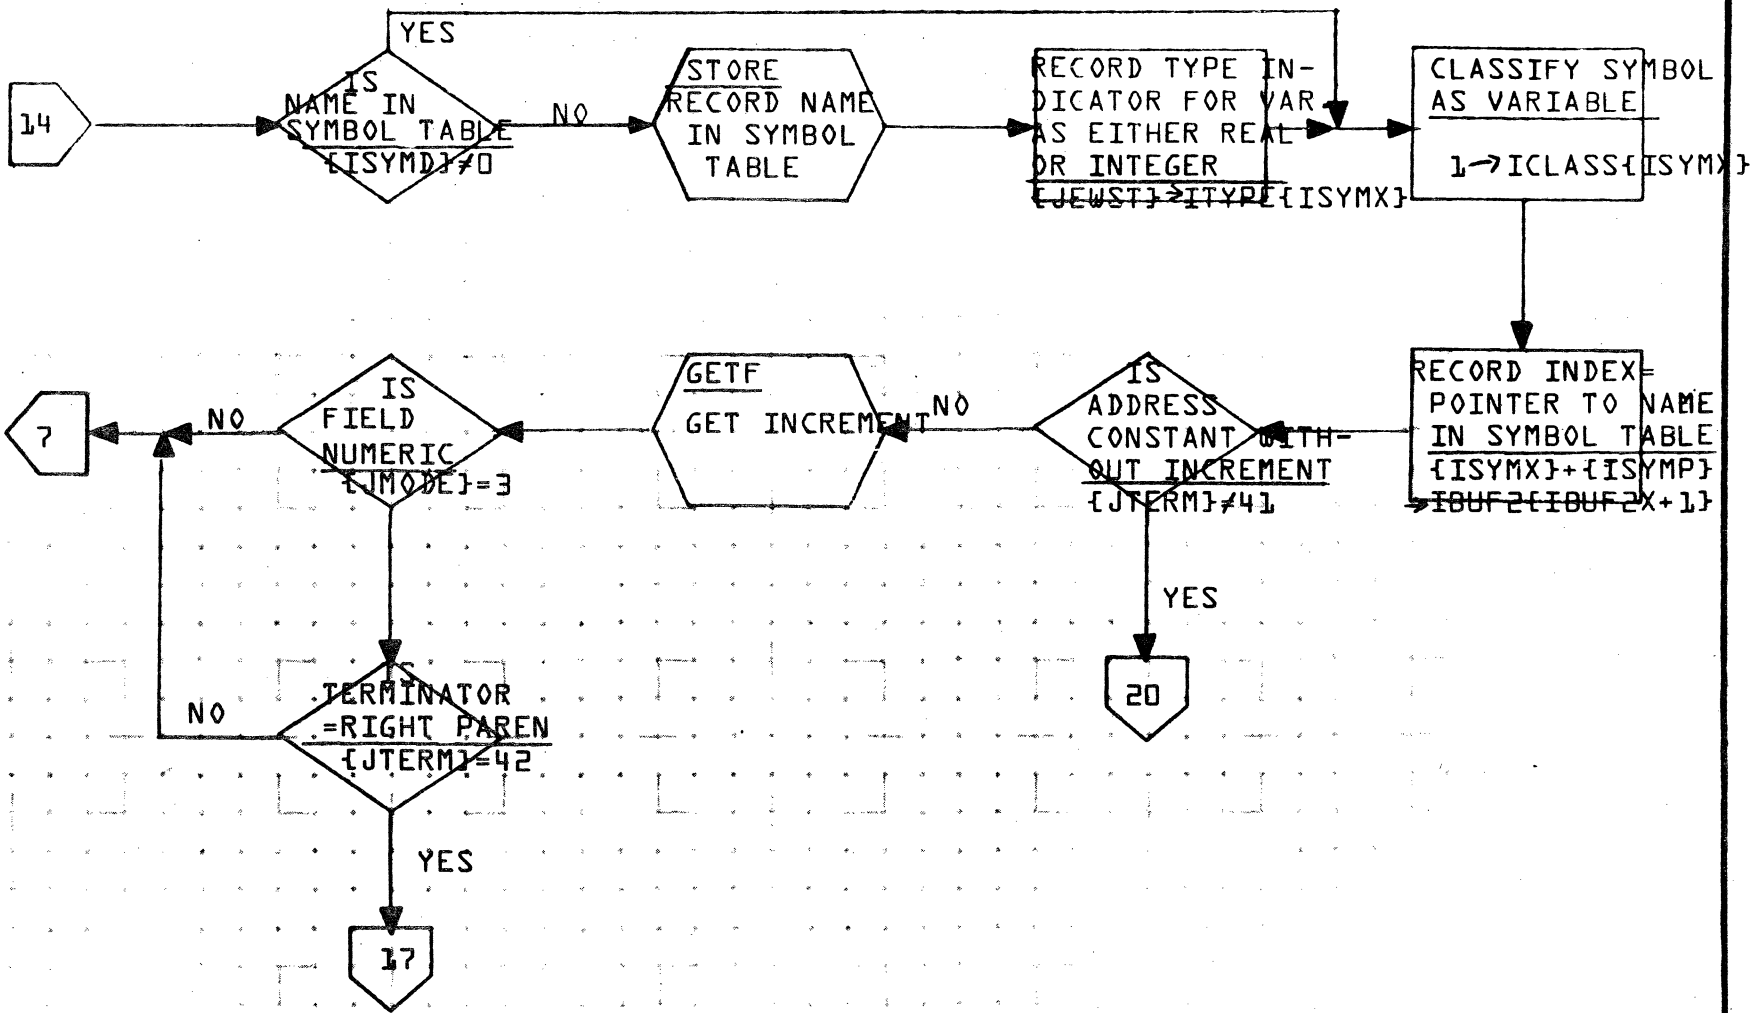 YES
14
IS
NAME IN
SYMBOL TABLE
{ISYMD}≠0
NO
STORE
RECORD NAME
IN SYMBOL
TABLE
RECORD TYPE IN-
DICATOR FOR VAR
AS EITHER REAL
OR INTEGER
{JEWST}→ITYPE{ISYMX}
CLASSIFY SYMBOL
AS VARIABLE
1→ICLASS{ISYMX}
7
NO
IS
FIELD
NUMERIC
{JMODE}=3
GETF
GET INCREMENT
NO
IS
ADDRESS
CONSTANT WITH-
OUT INCREMENT
{JTERM}≠41
RECORD INDEX=
POINTER TO NAME
IN SYMBOL TABLE
{ISYMX}+{ISYMP}
→IBUF2{IBUF2X+1}
YES
20
NO
IS
TERMINATOR
=RIGHT PAREN
{JTERM}=42
YES
17